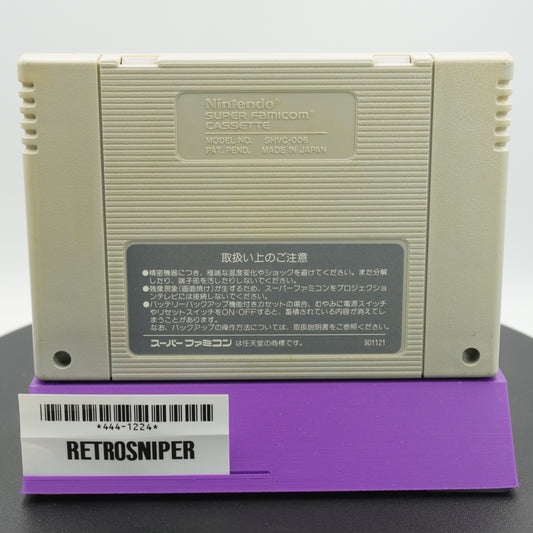 Nintendo®
SUPER FAMICOM™
CASSETTE
MODEL NO. SHVC-006
PAT. PEND. MADE IN JAPAN
取扱い上のご注意
●精密機器につき、極端な温度変化やショックを避けてください。また分解
したり、端子部を汚したりしないでください。
●残像現象(画面焼け)が生ずるため、スーパーファミコンをプロジェクショ
ンテレビには接続しないでください。
●バッテリーバックアップ機能付きカセットの場合、むやみに電源スイッチ
やリセットスイッチをON・OFFすると、蓄積されている内容が消えてし
まうことがあります。
なお、バックアップの操作方法については、取扱説明書をご参照ください。
スーパーファミコン は任天堂の商標です。 901121
*444-1224*
RETROSNIPER